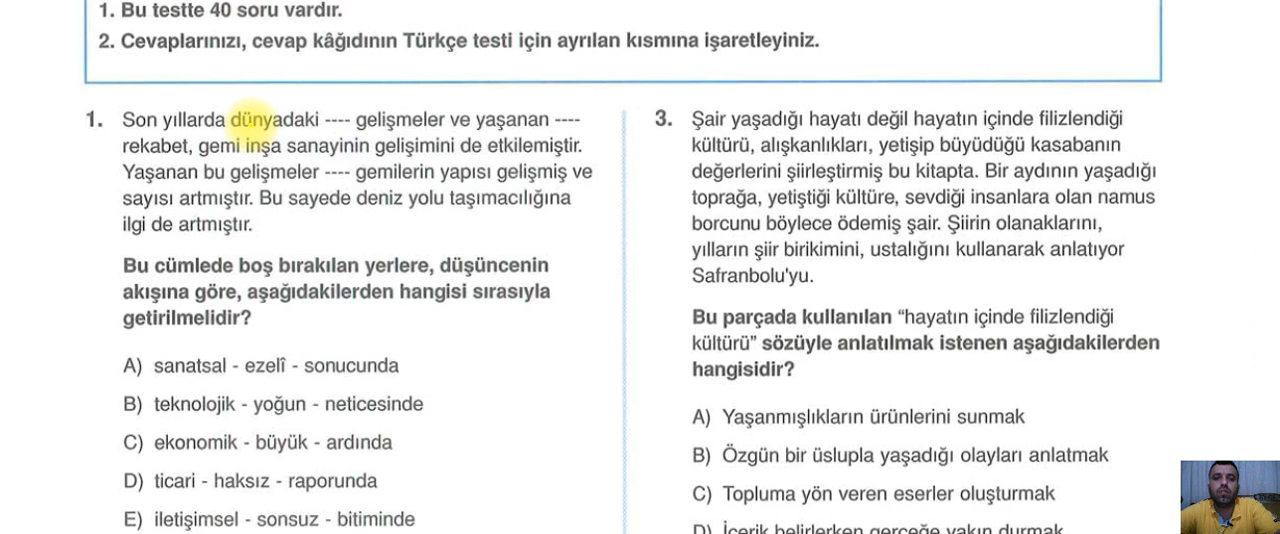 1. Bu testte 40 soru vardır.
2. Cevaplarınızı, cevap kâğıdının Türkçe testi için ayrılan kısmına işaretleyiniz.
1. Son yıllarda dünyadaki ---- gelişmeler ve yaşanan ----
rekabet, gemi inşa sanayinin gelişimini de etkilemiştir.
Yaşanan bu gelişmeler ---- gemilerin yapısı gelişmiş ve
sayısı artmıştır. Bu sayede deniz yolu taşımacılığına
ilgi de artmıştır.
Bu cümlede boş bırakılan yerlere, düşüncenin
akışına göre, aşağıdakilerden hangisi sırasıyla
getirilmelidir?
A) sanatsal - ezelî - sonucunda
B) teknolojik - yoğun - neticesinde
C) ekonomik - büyük - ardında
D) ticari - haksız - raporunda
E) iletişimsel - sonsuz - bitiminde
3. Şair yaşadığı hayatı değil hayatın içinde filizlendiği
kültürü, alışkanlıkları, yetişip büyüdüğü kasabanın
değerlerini şiirleştirmiş bu kitapta. Bir aydının yaşadığı
toprağa, yetiştiği kültüre, sevdiği insanlara olan namus
borcunu böylece ödemiş şair. Şiirin olanaklarını,
yılların şiir birikimini, ustalığını kullanarak anlatıyor
Safranbolu'yu.
Bu parçada kullanılan “hayatın içinde filizlendiği
kültürü” sözüyle anlatılmak istenen aşağıdakilerden
hangisidir?
A) Yaşanmışlıkların ürünlerini sunmak
B) Özgün bir üslupla yaşadığı olayları anlatmak
C) Topluma yön veren eserler oluşturmak
D) İçerik belirlerken gerçeğe yakın durmak